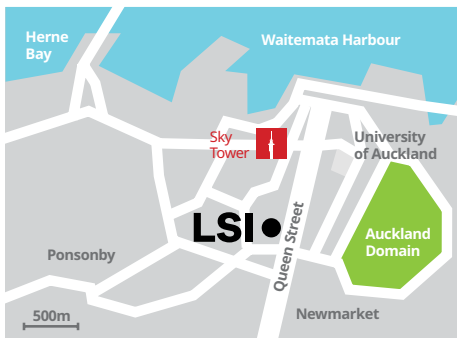 Herne
Bay
Waitemata Harbour
Sky
Tower
University
of Auckland
LSI
Queen Street
Auckland
Domain
Ponsonby
Newmarket
500m